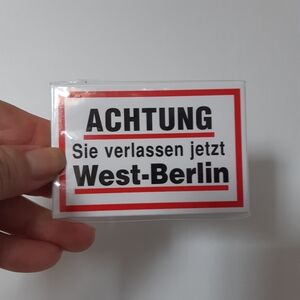 ACHTUNG
Sie verlassen jetzt
West-Berlin